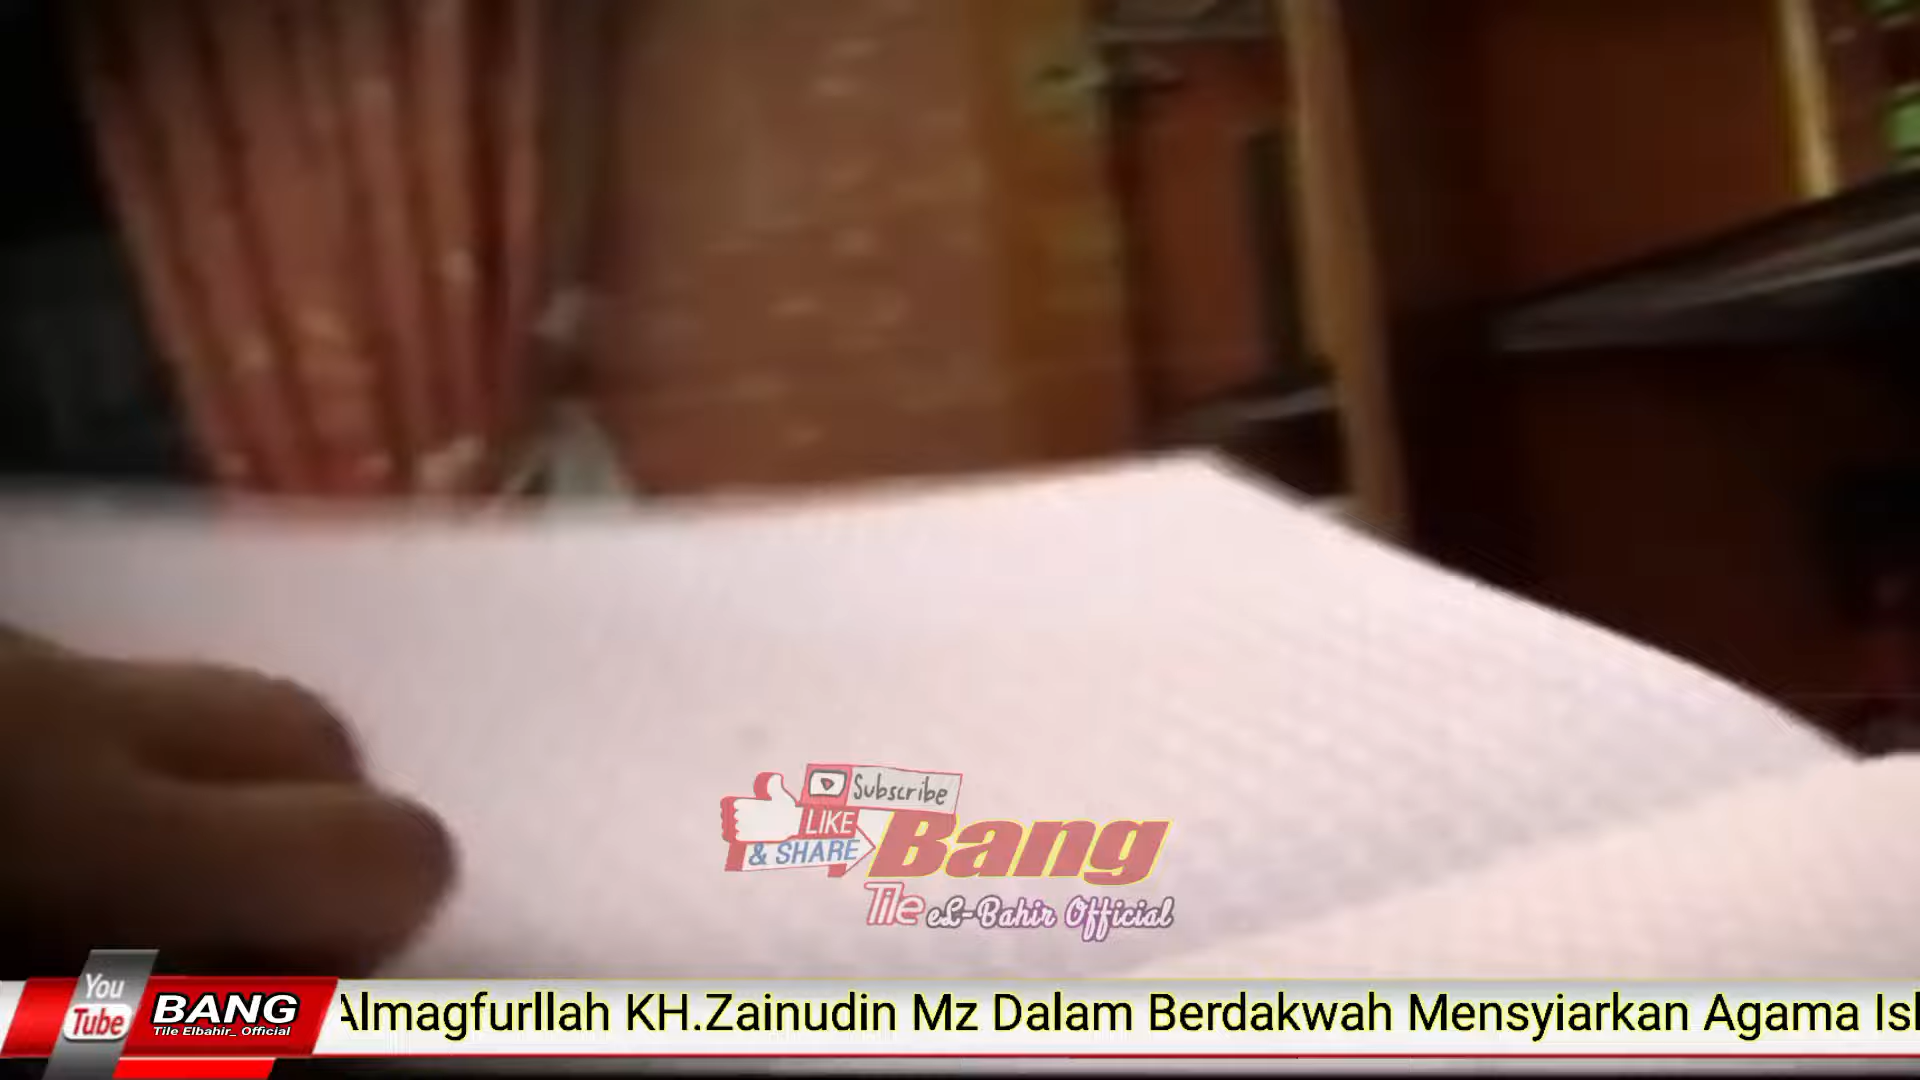 Subscribe
LIKE
& SHARE
Bang
Tile eL-Bahir Official
You
Tube
BANG
Tile Elbahir_ Official
Almagfurllah KH.Zainudin Mz Dalam Berdakwah Mensyiarkan Agama Isl